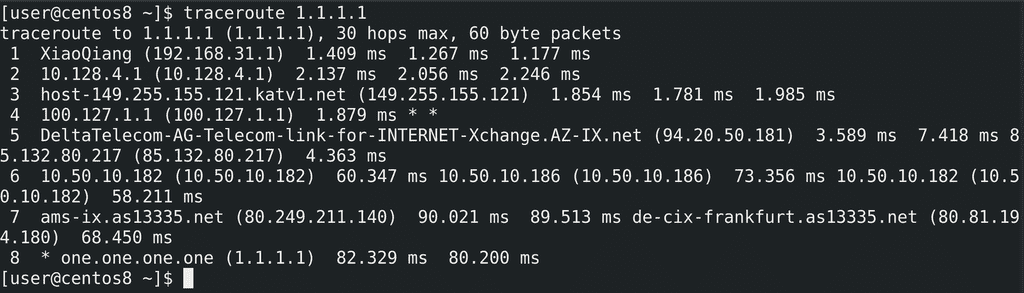 [user@centos8 ~]$ traceroute 1.1.1.1
traceroute to 1.1.1.1 (1.1.1.1), 30 hops max, 60 byte packets
 1  XiaoQiang (192.168.31.1)  1.409 ms  1.267 ms  1.177 ms
 2  10.128.4.1 (10.128.4.1)  2.137 ms  2.056 ms  2.246 ms
 3  host-149.255.155.121.katv1.net (149.255.155.121)  1.854 ms  1.781 ms  1.985 ms
 4  100.127.1.1 (100.127.1.1)  1.879 ms * *
 5  DeltaTelecom-AG-Telecom-link-for-INTERNET-Xchange.AZ-IX.net (94.20.50.181)  3.589 ms  7.418 ms 8
5.132.80.217 (85.132.80.217)  4.363 ms
 6  10.50.10.182 (10.50.10.182)  60.347 ms 10.50.10.186 (10.50.10.186)  73.356 ms 10.50.10.182 (10.5
0.10.182)  58.211 ms
 7  ams-ix.as13335.net (80.249.211.140)  90.021 ms  89.513 ms de-cix-frankfurt.as13335.net (80.81.19
4.180)  68.450 ms
 8  * one.one.one.one (1.1.1.1)  82.329 ms  80.200 ms
[user@centos8 ~]$